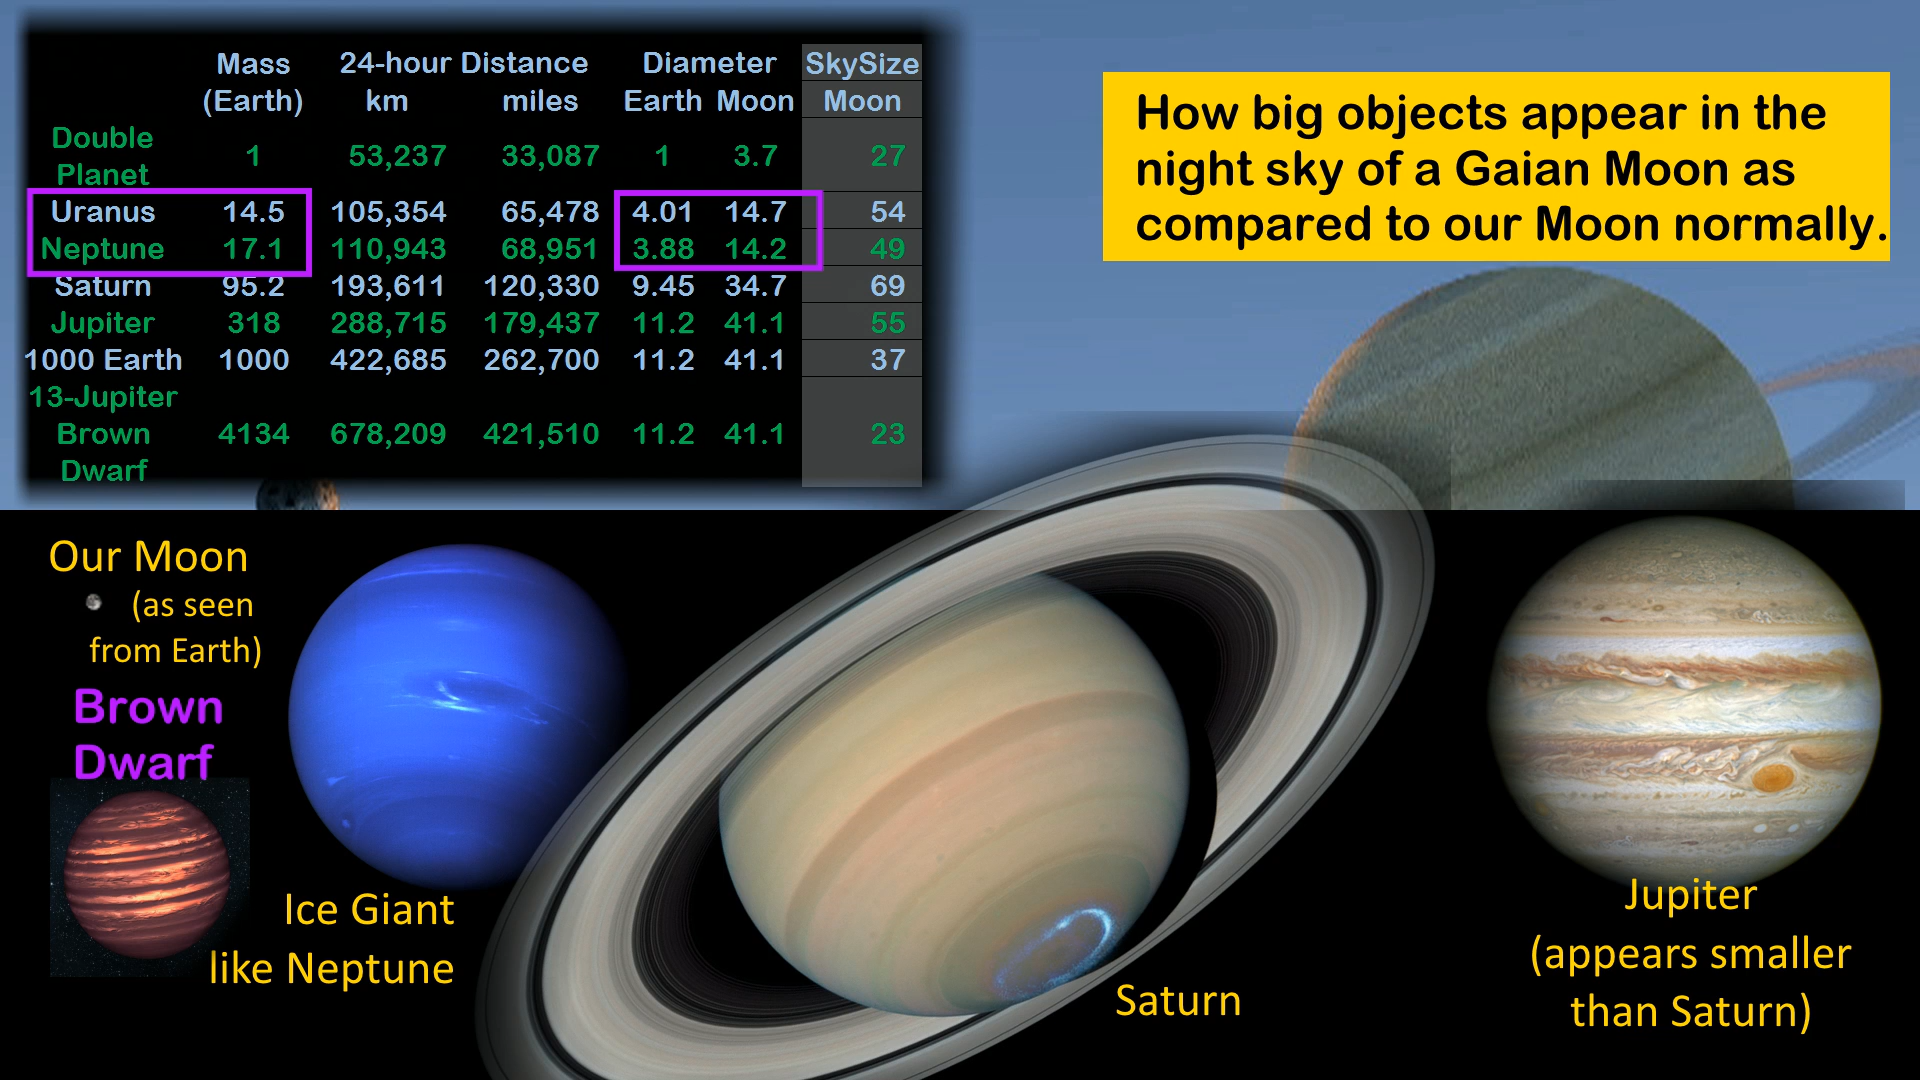 Mass 24-hour Distance Diameter SkySize
(Earth) km miles Earth Moon Moon
Double
Planet 1 53,237 33,087 1 3.7 27
Uranus 14.5 105,354 65,478 4.01 14.7 54
Neptune 17.1 110,943 68,951 3.88 14.2 49
Saturn 95.2 193,611 120,330 9.45 34.7 69
Jupiter 318 288,715 179,437 11.2 41.1 55
1000 Earth 1000 422,685 262,700 11.2 41.1 37
13-Jupiter
Brown 4134 678,209 421,510 11.2 41.1 23
Dwarf
How big objects appear in the
night sky of a Gaian Moon as
compared to our Moon normally.
Our Moon
(as seen
from Earth)
Brown
Dwarf
Ice Giant
like Neptune
Saturn
Jupiter
(appears smaller
than Saturn)